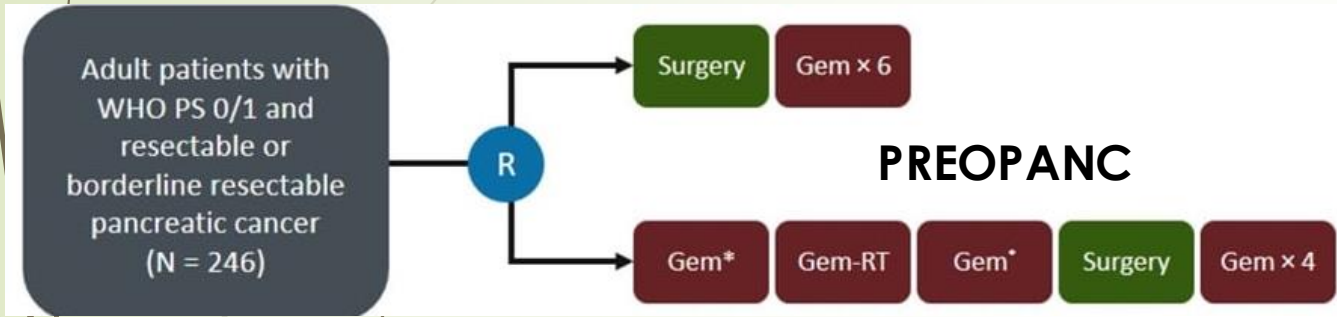 Adult patients with
WHO PS 0/1 and
resectable or
borderline resectable
pancreatic cancer
(N = 246)
R
Surgery
Gem × 6
PREOPANC
Gem*
Gem-RT
Gem*
Surgery
Gem × 4